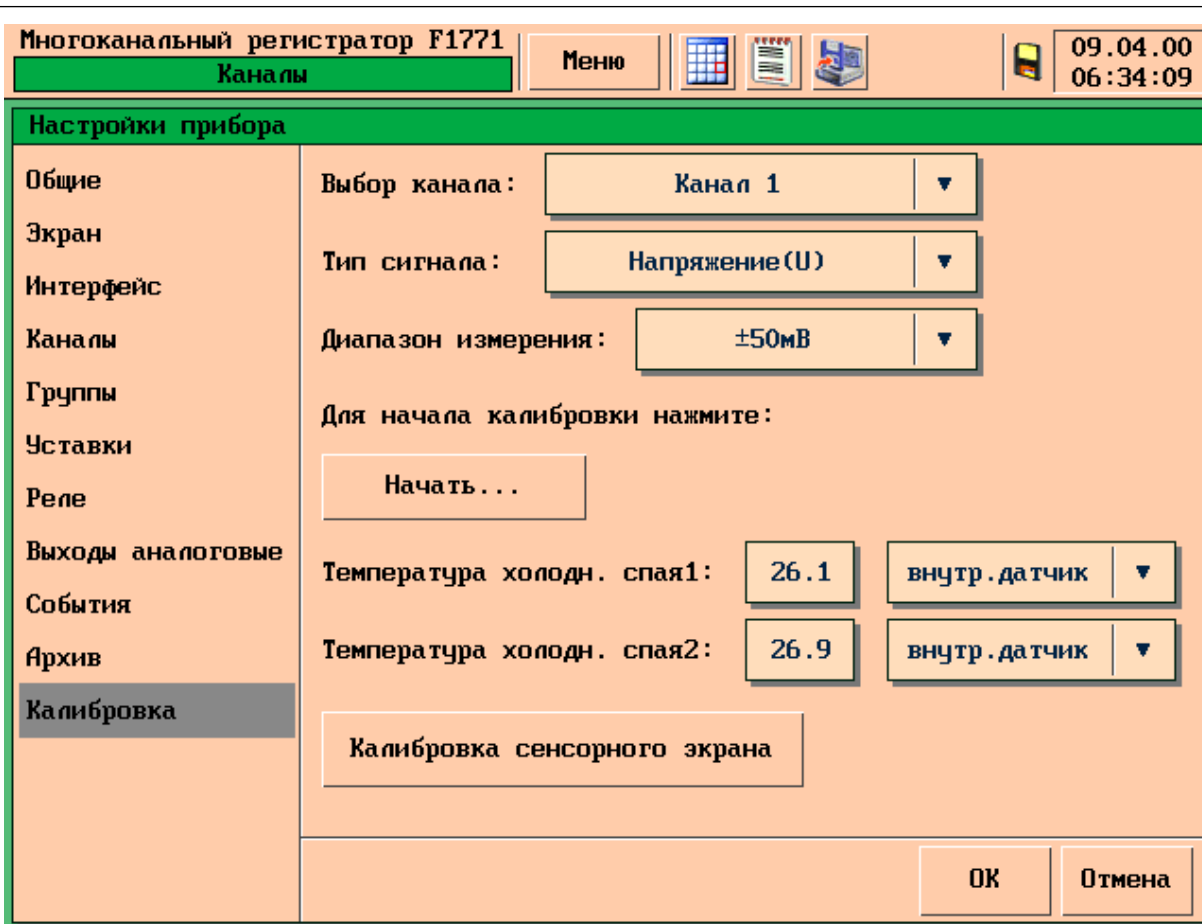 Многоканальный регистратор F1771
Каналы
Меню
09.04.00
06:34:09
Настройки прибора
Общие
Экран
Интерфейс
Каналы
Группы
Уставки
Реле
Выходы аналоговые
События
Архив
Калибровка
Выбор канала: Канал 1
Тип сигнала: Напряжение(U)
Диапазон измерения: ±50мВ
Для начала калибровки нажмите:
Начать...
Температура холодн. спая1: 26.1 внутр.датчик
Температура холодн. спая2: 26.9 внутр.датчик
Калибровка сенсорного экрана
ОК Отмена